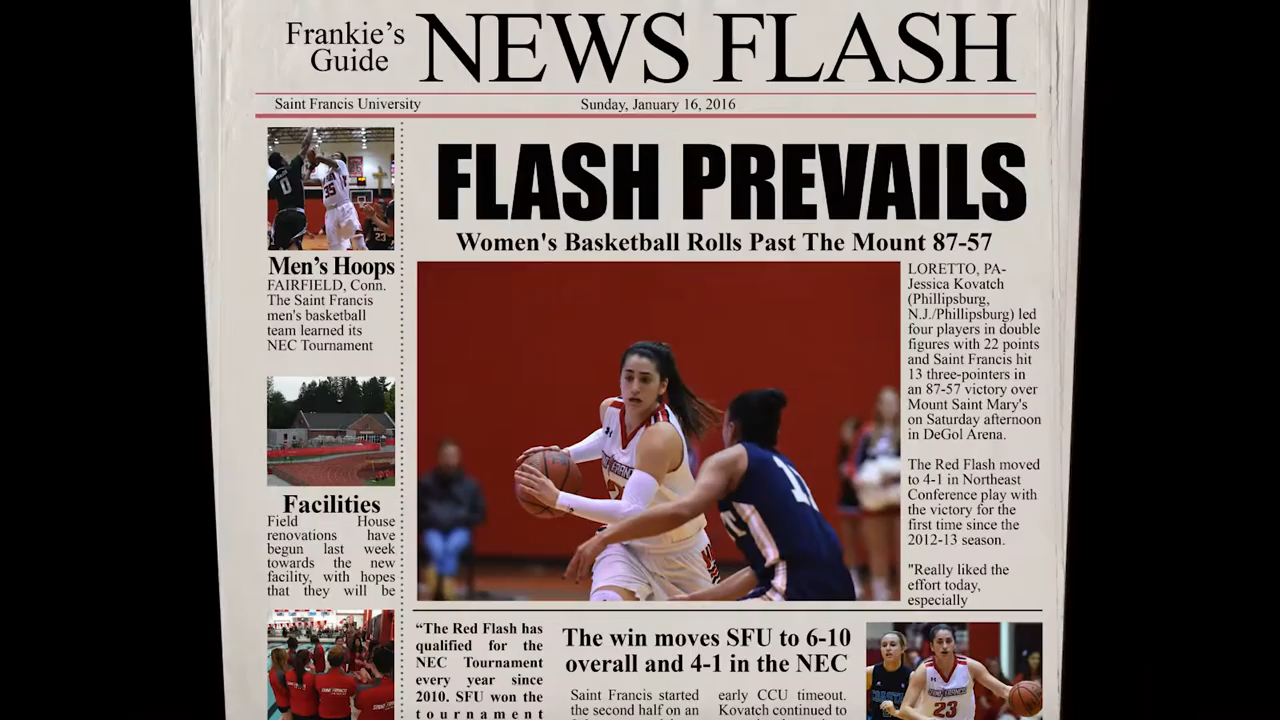 Frankie's
Guide
NEWS FLASH
Saint Francis University
Sunday, January 16, 2016
Men's Hoops
FAIRFIELD, Conn.
The Saint Francis
men's basketball
team learned its
NEC Tournament
Facilities
Field House
renovations have
begun last week
towards the new
facility, with hopes
that they will be
FLASH PREVAILS
Women's Basketball Rolls Past The Mount 87-57
LORETTO, PA-
Jessica Kovatch
(Phillipsburg,
N.J./Phillipsburg) led
four players in double
figures with 22 points
and Saint Francis hit
13 three-pointers in
an 87-57 victory over
Mount Saint Mary's
on Saturday afternoon
in DeGol Arena.
The Red Flash moved
to 4-1 in Northeast
Conference play with
the victory for the
first time since the
2012-13 season.
"Really liked the
effort today,
especially
“The Red Flash has
qualified for the
NEC Tournament
every year since
2010. SFU won the
tournament
The win moves SFU to 6-10
overall and 4-1 in the NEC
Saint Francis started
the second half on an
early CCU timeout.
Kovatch continued to
0
35
23